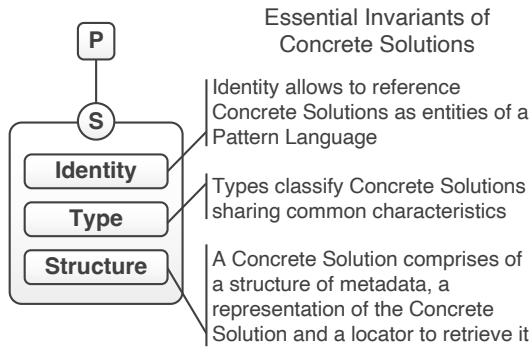 Essential Invariants of
Concrete Solutions
P
S
Identity
Type
Structure
Identity allows to reference
Concrete Solutions as entities of a
Pattern Language
Types classify Concrete Solutions
sharing common characteristics
A Concrete Solution comprises of
a structure of metadata, a
representation of the Concrete
Solution and a locator to retrieve it